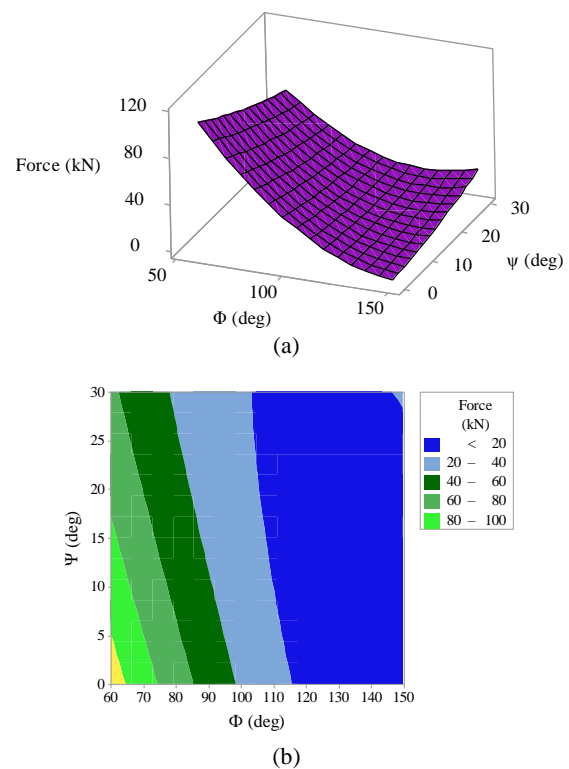 120
80
Force (kN)
40
0
50
100
150
Φ (deg)
0
10
20
30
ψ (deg)
(a)
30
25
20
15
10
5
0
Ψ (deg)
60 70 80 90 100 110 120 130 140 150
Φ (deg)
Force
(kN)
< 20
20 – 40
40 – 60
60 – 80
80 – 100
(b)